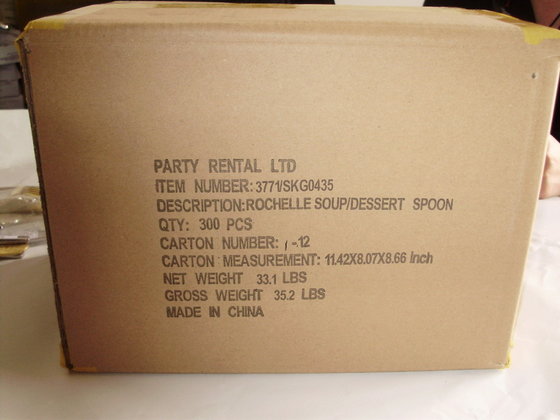 PARTY RENTAL LTD
ITEM NUMBER: 3771/SKG0435
DESCRIPTION:ROCHELLE SOUP/DESSERT SPOON
QTY: 300 PCS
CARTON NUMBER: 1-12
CARTON MEASUREMENT: 11.42X8.07X8.66 inch
NET WEIGHT 33.1 LBS
GROSS WEIGHT 35.2 LBS
MADE IN CHINA